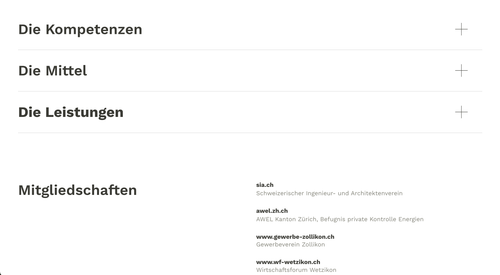 Die Kompetenzen
Die Mittel
Die Leistungen
Mitgliedschaften
sia.ch
Schweizerischer Ingenieur- und Architektenverein
awel.zh.ch
AWEL Kanton Zürich, Befugnis private Kontrolle Energien
www.gewerbe-zollikon.ch
Gewerbeverein Zollikon
www.wf-wetzikon.ch
Wirtschaftsforum Wetzikon